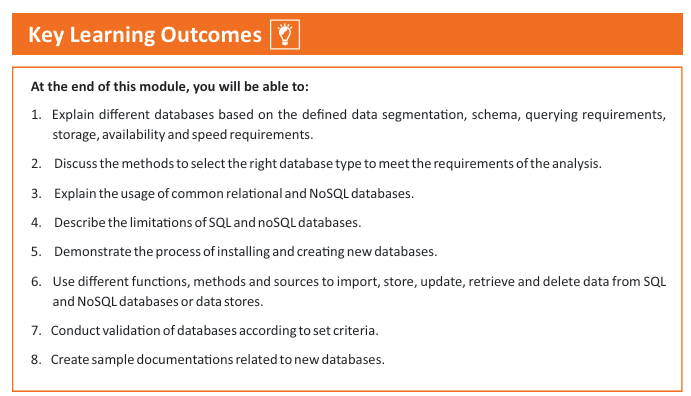 Key Learning Outcomes
At the end of this module, you will be able to:
1. Explain different databases based on the defined data segmentation, schema, querying requirements,
storage, availability and speed requirements.
2. Discuss the methods to select the right database type to meet the requirements of the analysis.
3. Explain the usage of common relational and NoSQL databases.
4. Describe the limitations of SQL and noSQL databases.
5. Demonstrate the process of installing and creating new databases.
6. Use different functions, methods and sources to import, store, update, retrieve and delete data from SQL
and NoSQL databases or data stores.
7. Conduct validation of databases according to set criteria.
8. Create sample documentations related to new databases.